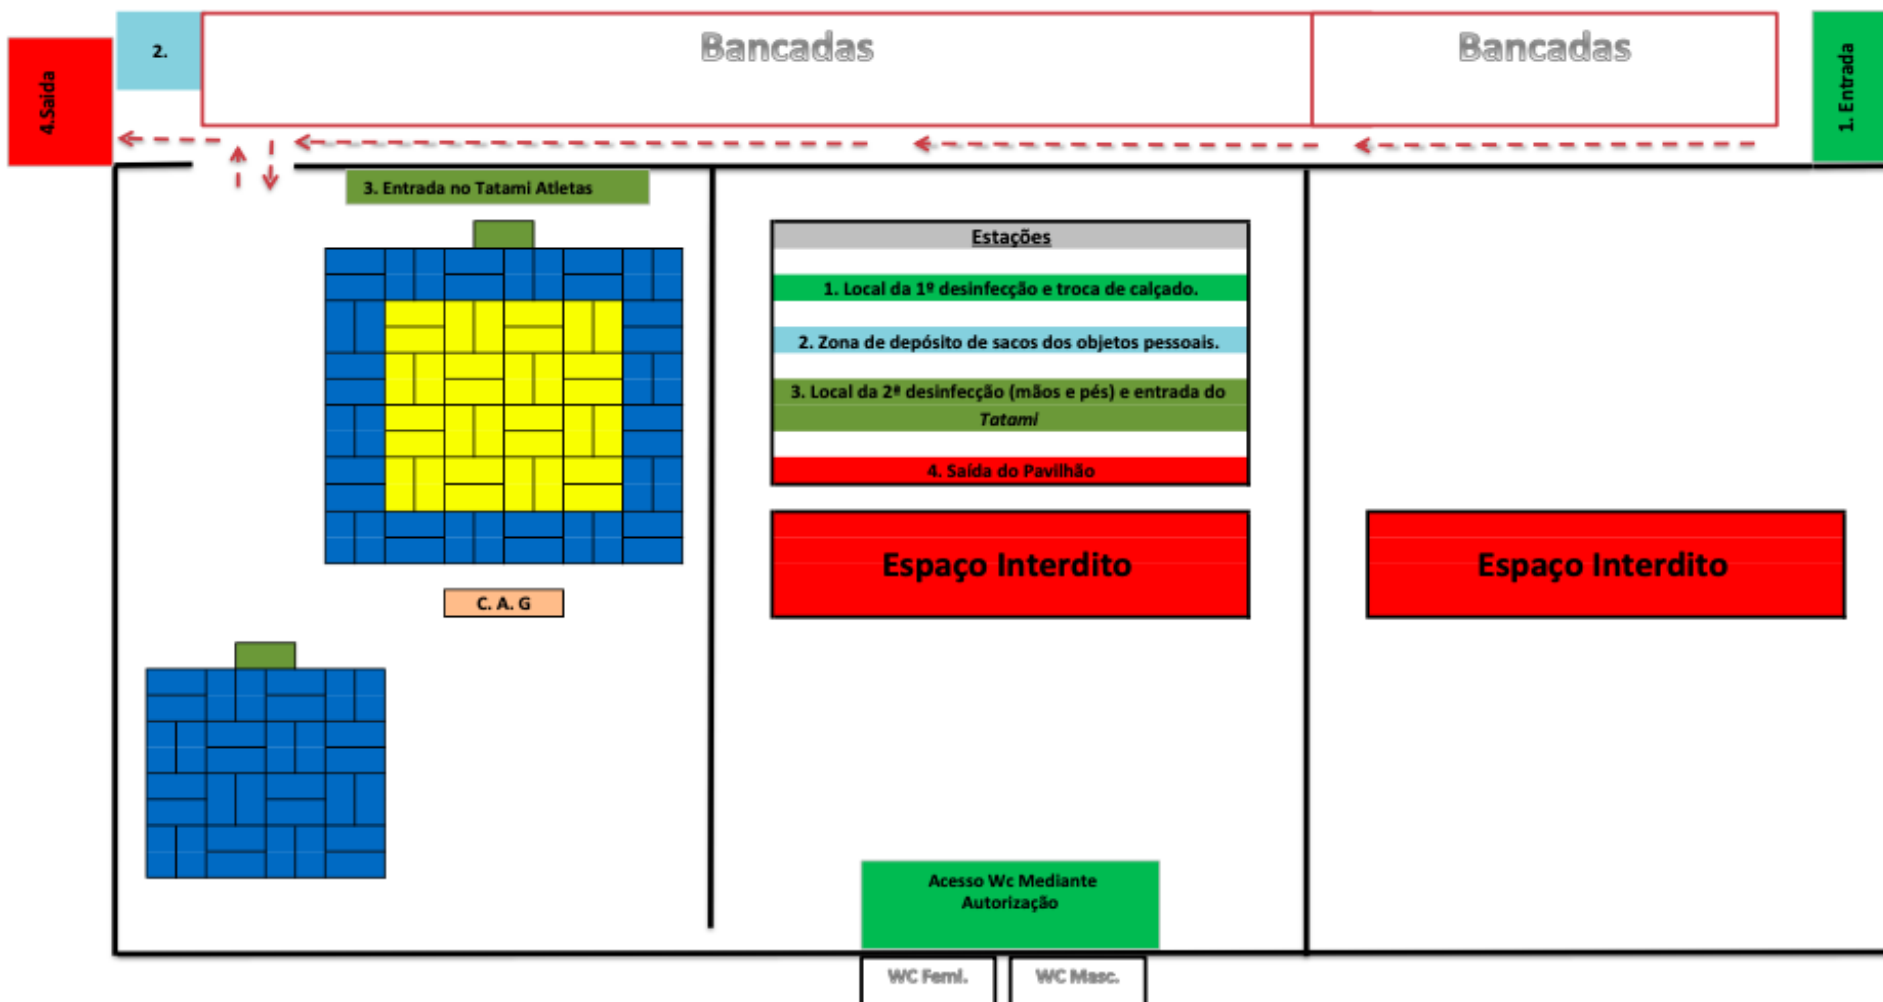 2.
Bancadas
Bancadas
4.Saida
1. Entrada
3. Entrada no Tatami Atletas
Estações
1. Local da 1º desinfecção e troca de calçado.
2. Zona de depósito de sacos dos objetos pessoais.
3. Local da 2ª desinfecção (mãos e pés) e entrada do
Tatami
4. Saída do Pavilhão
Espaço Interdito
Espaço Interdito
C. A. G
Acesso Wc Mediante
Autorização
WC Femi.
WC Masc.